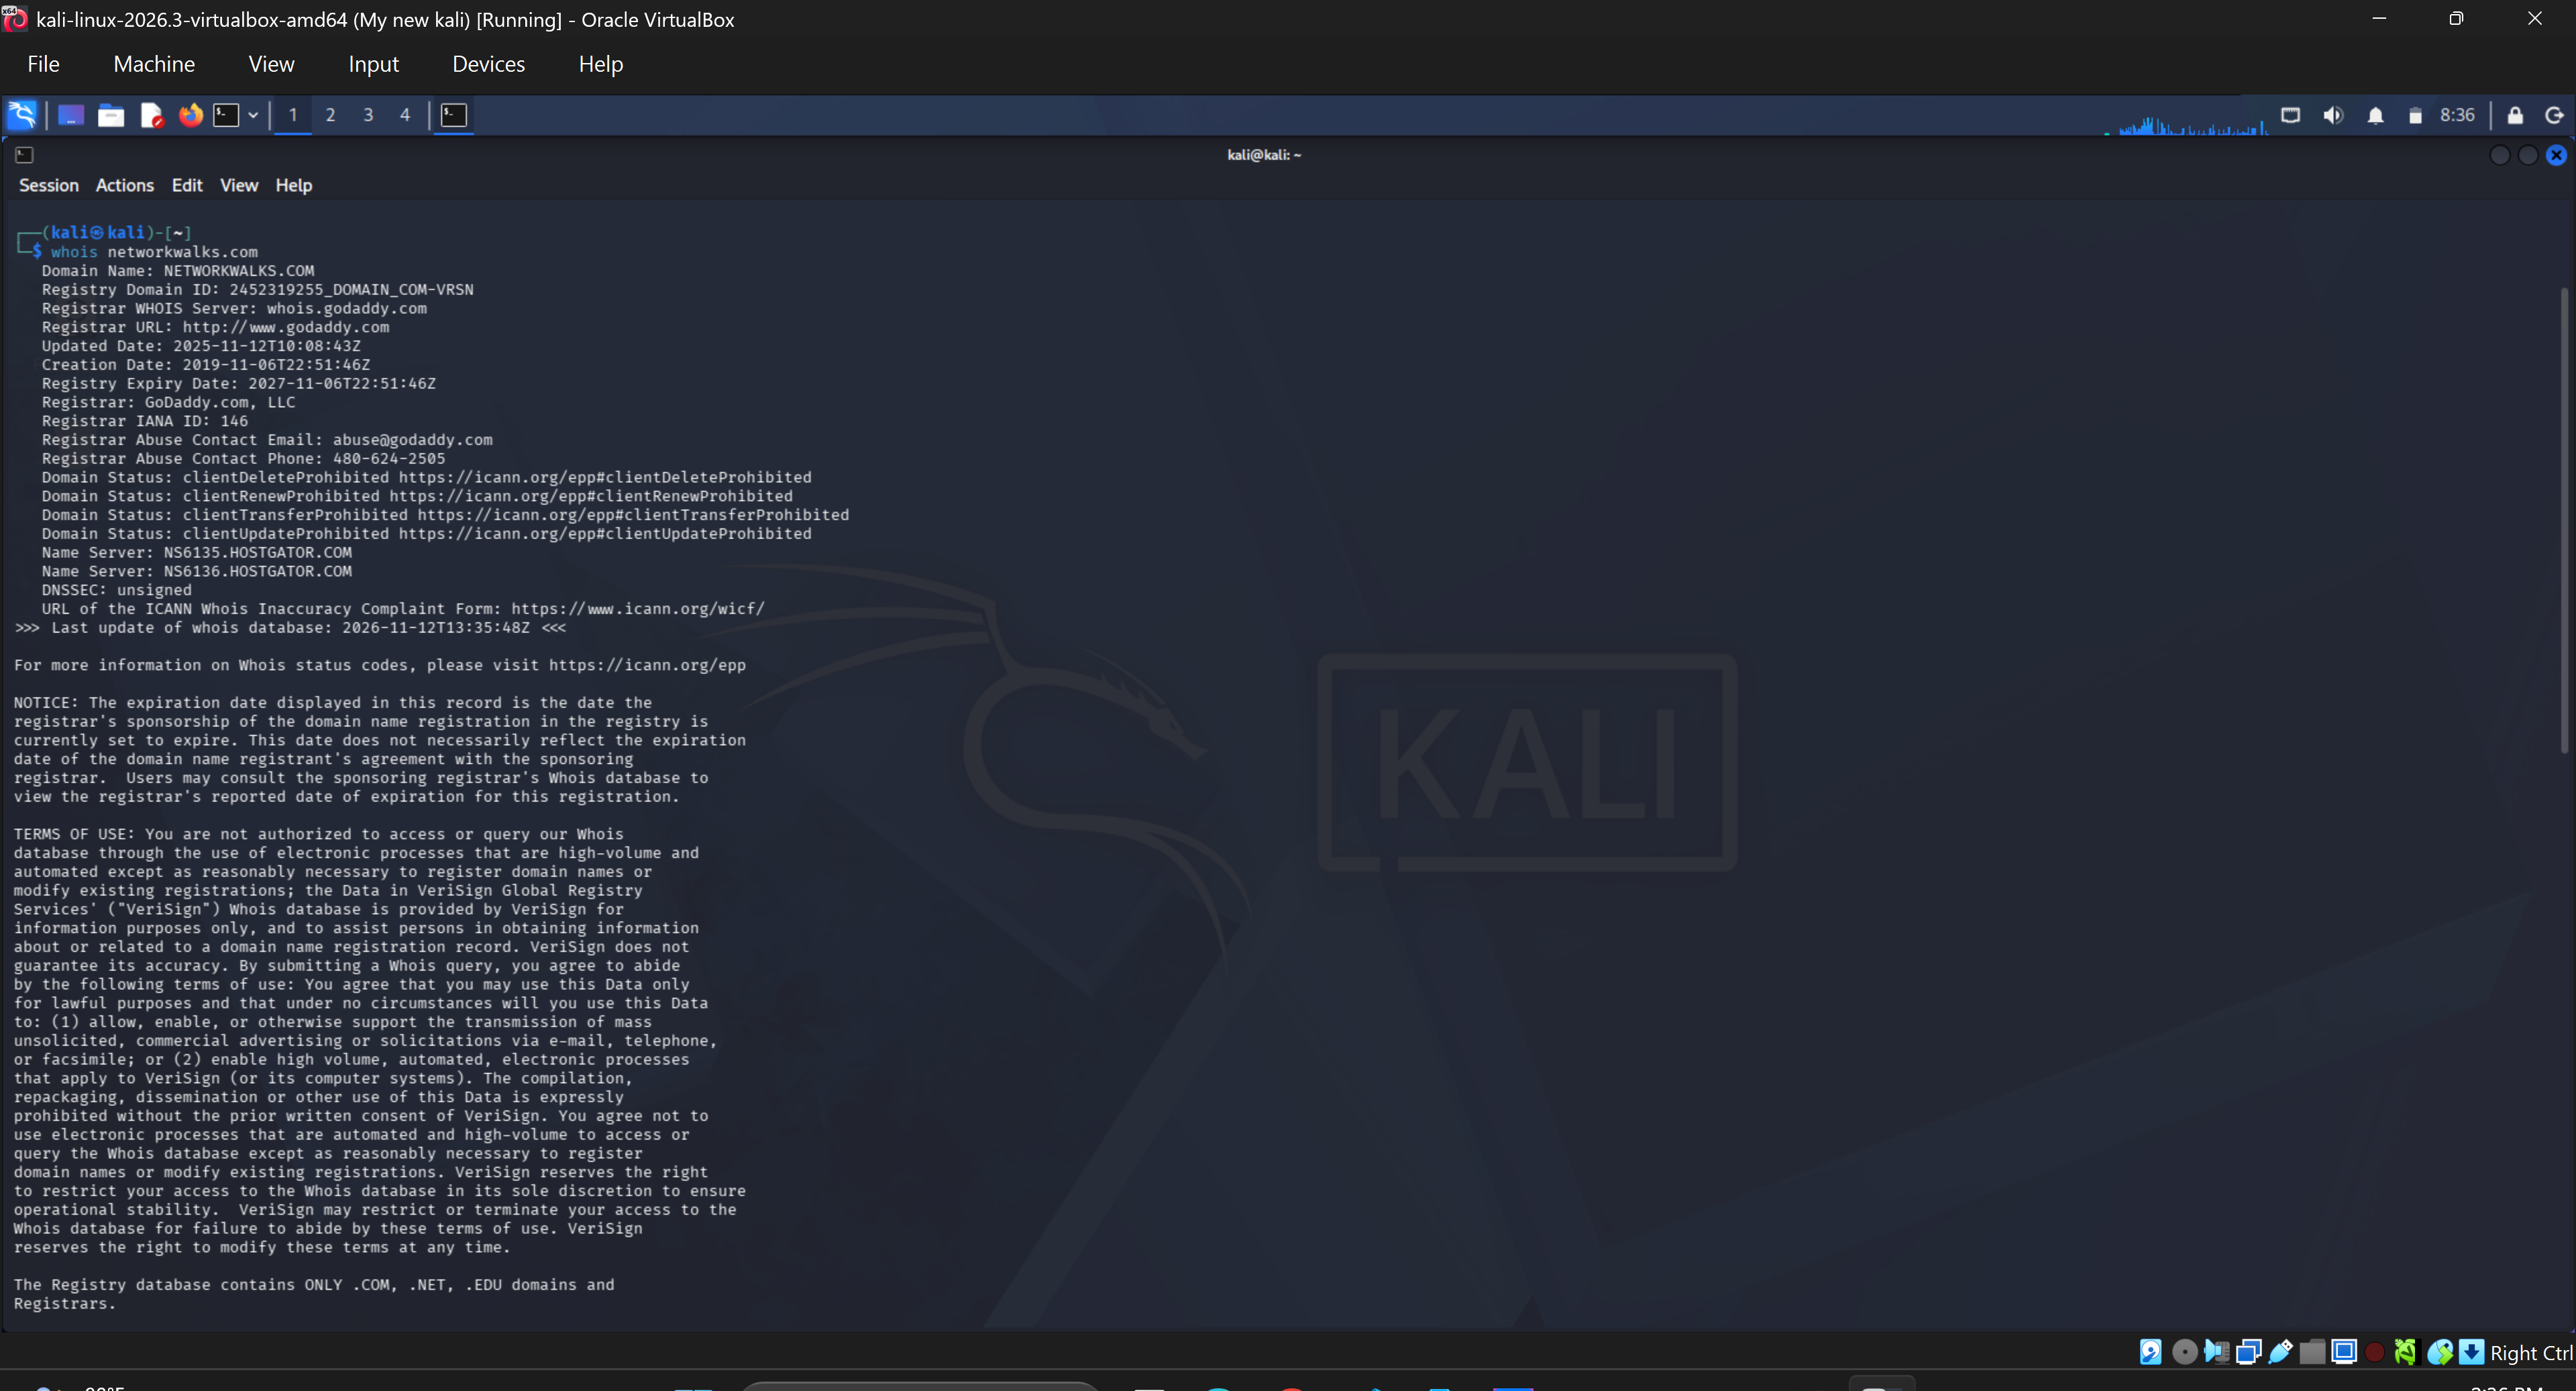 kali-linux-2026.3-virtualbox-amd64 (My new kali) [Running] - Oracle VirtualBox
File Machine View Input Devices Help
1 2 3 4 8:36
kali@kali: ~
Session Actions Edit View Help
┌──(kali㉿kali)-[~]
└─$ whois networkwalks.com
Domain Name: NETWORKWALKS.COM
Registry Domain ID: 2452319255_DOMAIN_COM-VRSN
Registrar WHOIS Server: whois.godaddy.com
Registrar URL: http://www.godaddy.com
Updated Date: 2025-11-12T10:08:43Z
Creation Date: 2019-11-06T22:51:46Z
Registry Expiry Date: 2027-11-06T22:51:46Z
Registrar: GoDaddy.com, LLC
Registrar IANA ID: 146
Registrar Abuse Contact Email: abuse@godaddy.com
Registrar Abuse Contact Phone: 480-624-2505
Domain Status: clientDeleteProhibited https://icann.org/epp#clientDeleteProhibited
Domain Status: clientRenewProhibited https://icann.org/epp#clientRenewProhibited
Domain Status: clientTransferProhibited https://icann.org/epp#clientTransferProhibited
Domain Status: clientUpdateProhibited https://icann.org/epp#clientUpdateProhibited
Name Server: NS6135.HOSTGATOR.COM
Name Server: NS6136.HOSTGATOR.COM
DNSSEC: unsigned
URL of the ICANN Whois Inaccuracy Complaint Form: https://www.icann.org/wicf/
>>> Last update of whois database: 2026-11-12T13:35:48Z <<<
For more information on Whois status codes, please visit https://icann.org/epp
NOTICE: The expiration date displayed in this record is the date the
registrar's sponsorship of the domain name registration in the registry is
currently set to expire. This date does not necessarily reflect the expiration
date of the domain name registrant's agreement with the sponsoring
registrar.  Users may consult the sponsoring registrar's Whois database to
view the registrar's reported date of expiration for this registration.
TERMS OF USE: You are not authorized to access or query our Whois
database through the use of electronic processes that are high-volume and
automated except as reasonably necessary to register domain names or
modify existing registrations; the Data in VeriSign Global Registry
Services' ("VeriSign") Whois database is provided by VeriSign for
information purposes only, and to assist persons in obtaining information
about or related to a domain name registration record. VeriSign does not
guarantee its accuracy. By submitting a Whois query, you agree to abide
by the following terms of use: You agree that you may use this Data only
for lawful purposes and that under no circumstances will you use this Data
to: (1) allow, enable, or otherwise support the transmission of mass
unsolicited, commercial advertising or solicitations via e-mail, telephone,
or facsimile; or (2) enable high volume, automated, electronic processes
that apply to VeriSign (or its computer systems). The compilation,
repackaging, dissemination or other use of this Data is expressly
prohibited without the prior written consent of VeriSign. You agree not to
use electronic processes that are automated and high-volume to access or
query the Whois database except as reasonably necessary to register
domain names or modify existing registrations. VeriSign reserves the right
to restrict your access to the Whois database in its sole discretion to ensure
operational stability.  VeriSign may restrict or terminate your access to the
Whois database for failure to abide by these terms of use. VeriSign
reserves the right to modify these terms at any time.
The Registry database contains ONLY .COM, .NET, .EDU domains and
Registrars.
KALI
Right Ctrl